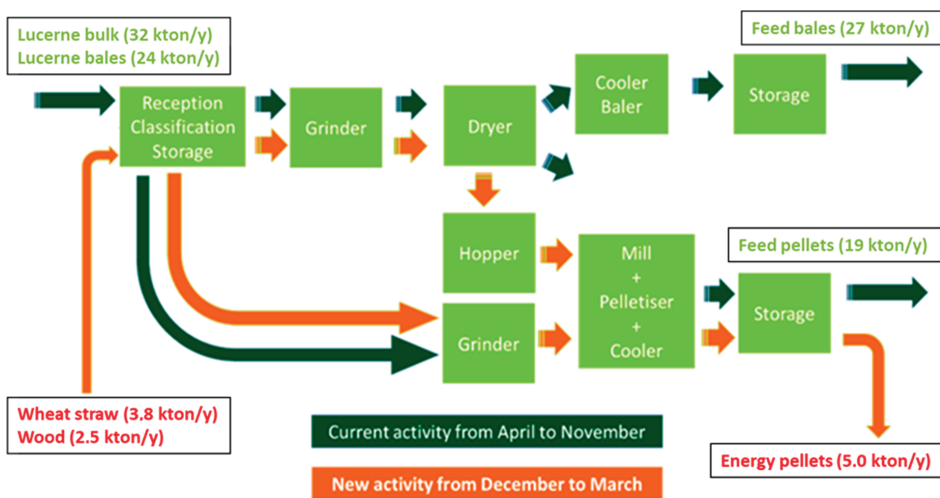 Lucerne bulk (32 kton/y)
Lucerne bales (24 kton/y)
Feed bales (27 kton/y)
Reception
Classification
Storage
Grinder
Dryer
Cooler
Baler
Storage
Hopper
Mill
+
Pelletiser
+
Cooler
Feed pellets (19 kton/y)
Grinder
Storage
Wheat straw (3.8 kton/y)
Wood (2.5 kton/y)
Current activity from April to November
New activity from December to March
Energy pellets (5.0 kton/y)